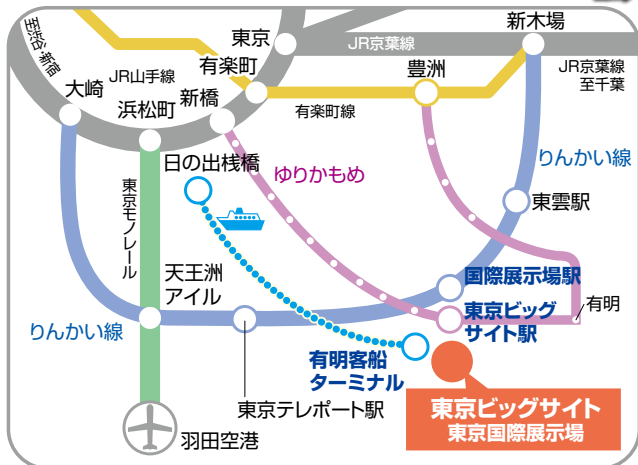 至渋谷・新宿
東京
JR京葉線
新木場
JR山手線
有楽町
豊洲
JR京葉線
至千葉
大崎
浜松町
新橋
有楽町線
日の出桟橋
ゆりかもめ
りんかい線
東京モノレール
東雲駅
天王洲
アイル
国際展示場駅
有明
りんかい線
東京ビッグ
サイト駅
有明客船
ターミナル
東京テレポート駅
東京ビッグサイト
東京国際展示場
羽田空港